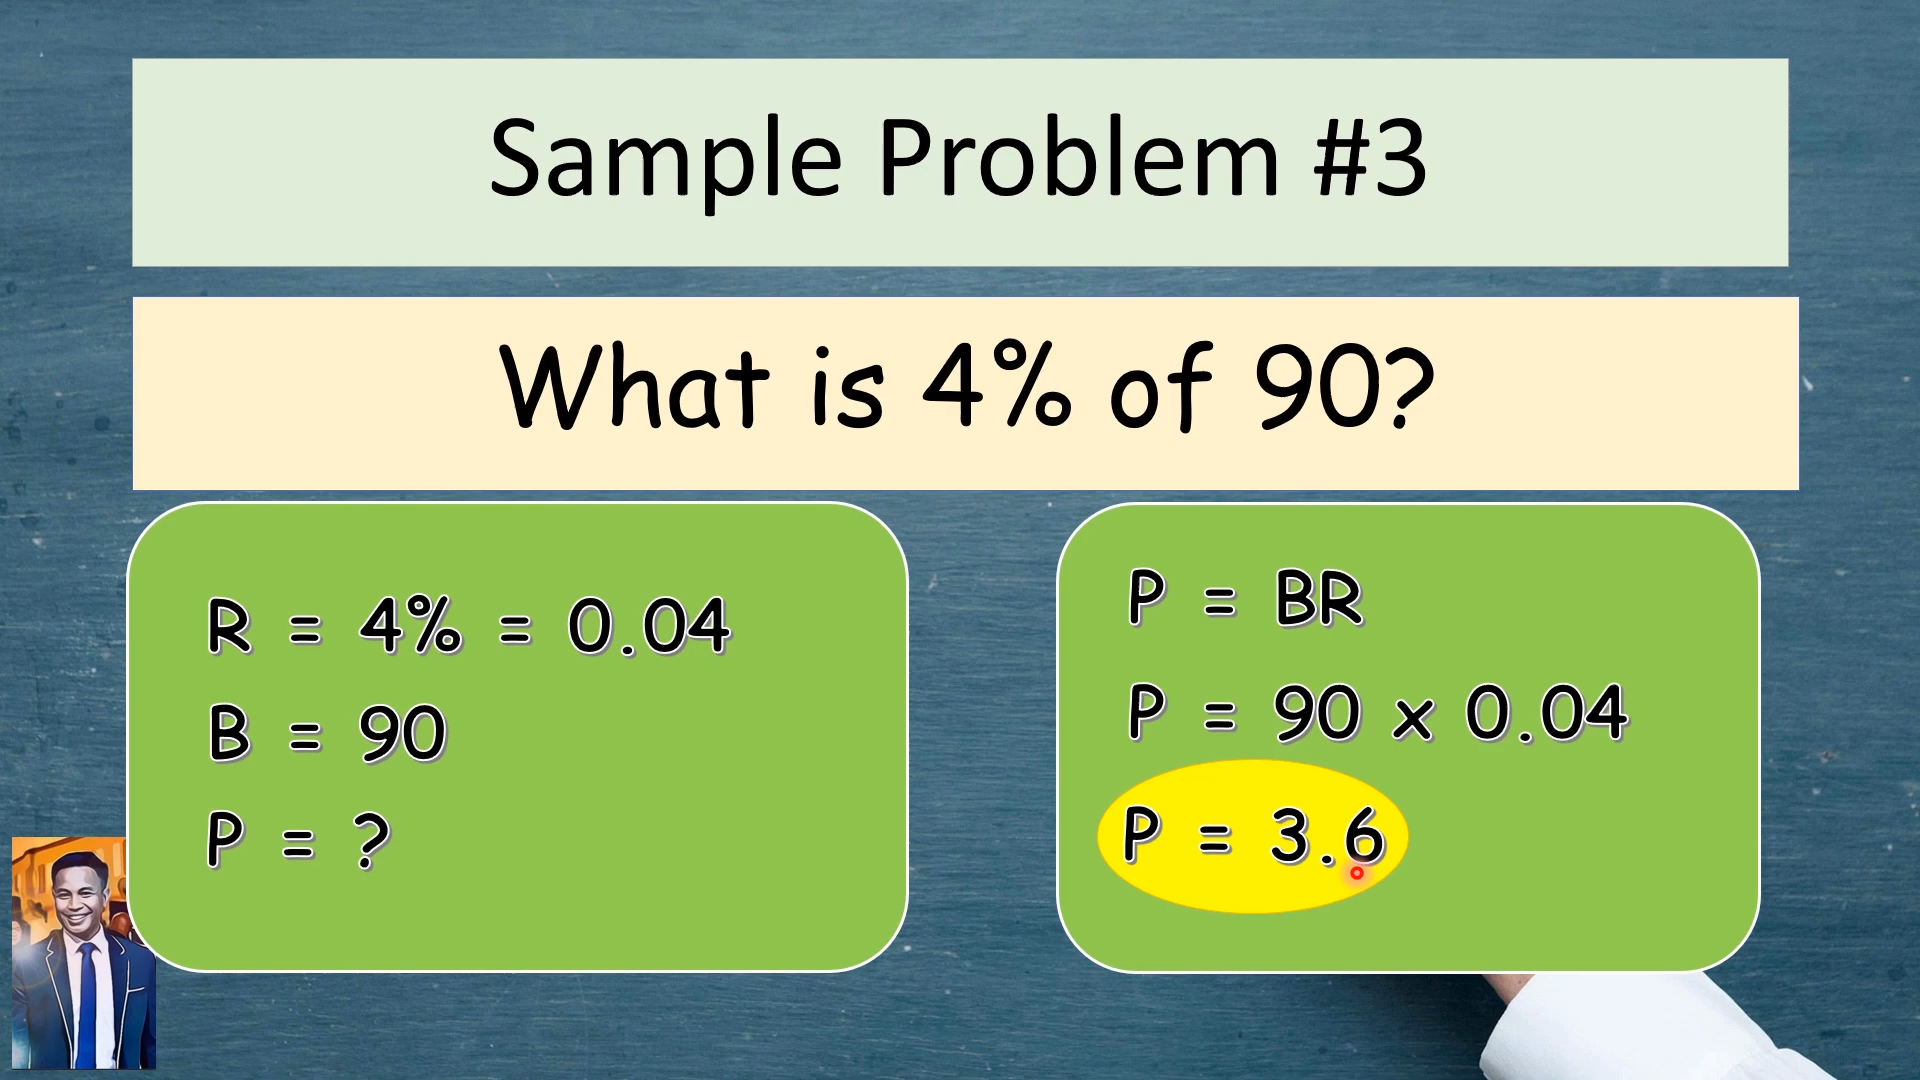 Sample Problem #3
What is 4% of 90?
R = 4% = 0.04
B = 90
P = ?
P = BR
P = 90 x 0.04
P = 3.6